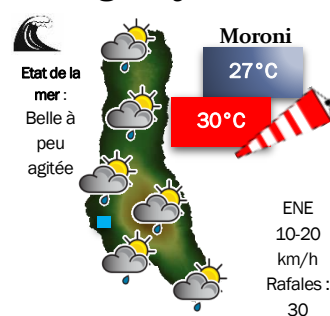 Moroni
27°C
30°C
Etat de la
mer :
Belle à
peu
agitée
ENE
10-20
km/h
Rafales :
30